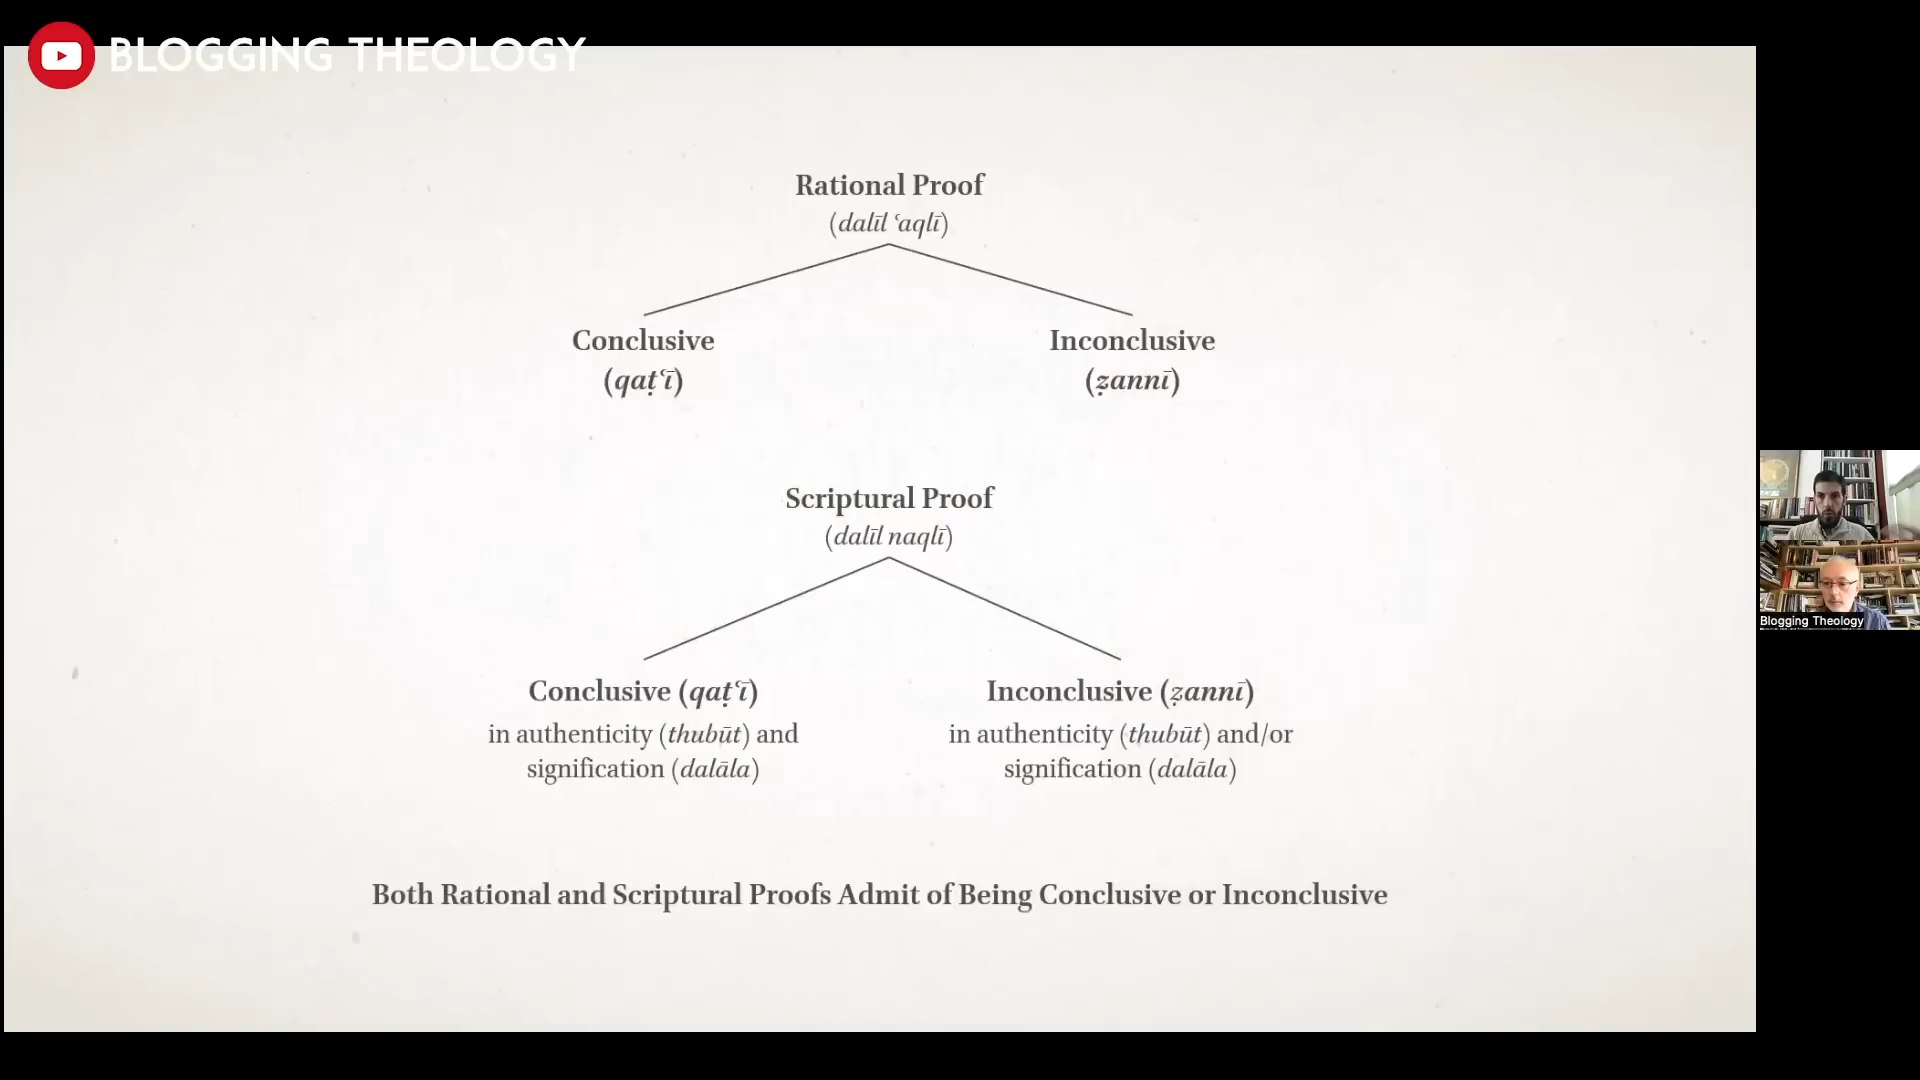 BLOGGING THEOLOGY
Rational Proof
(dalīl ʿaqlī)
Conclusive
(qaṭʿī)
Inconclusive
(ẓannī)
Scriptural Proof
(dalīl naqlī)
Conclusive (qaṭʿī)
in authenticity (thubūt) and
signification (dalāla)
Inconclusive (ẓannī)
in authenticity (thubūt) and/or
signification (dalāla)
Both Rational and Scriptural Proofs Admit of Being Conclusive or Inconclusive
Blogging Theology